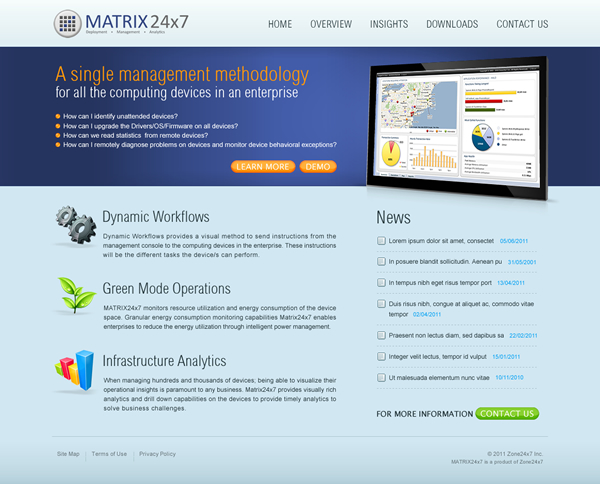 MATRIX24x7
Deployment • Management • Analytics
HOME OVERVIEW INSIGHTS DOWNLOADS CONTACT US
A single management methodology
for all the computing devices in an enterprise
How can I identify unattended devices?
How can I upgrade the Drivers/OS/Firmware on all devices?
How can we read statistics from remote devices?
How can I remotely diagnose problems on devices and monitor device behavioral exceptions?
LEARN MORE DEMO
Dynamic Workflows
Dynamic Workflows provides a visual method to send instructions from the
management console to the computing devices in the enterprise. These instructions
will be the different tasks the device/s can perform.
Green Mode Operations
MATRIX24x7 monitors resource utilization and energy consumption of the device
space. Granular energy consumption monitoring capabilities Matrix24x7 enables
enterprises to reduce the energy utilization through intelligent power management.
Infrastructure Analytics
When managing hundreds and thousands of devices; being able to visualize their
operational insights is paramount to any business. Matrix24x7 provides visually rich
analytics and drill down capabilities on the devices to provide timely analytics to
solve business challenges.
News
Lorem ipsum dolor sit amet, consectet 05/06/2011
In posuere blandit sollicitudin. Aenean pu 31/05/2001
In tempus nibh eget risus tempor port 13/04/2011
Duis risus nibh, congue at aliquet ac, commodo vitae
tempor 02/04/2011
Praesent non lectus diam, sed dapibus sa 22/02/2011
Integer velit lectus, tempor id vulput 15/01/2011
Ut malesuada elementum nunc vitae 10/11/2010
FOR MORE INFORMATION CONTACT US
Site Map Terms of Use Privacy Policy
© 2011 Zone24x7 Inc.
MATRIX24x7 is a product of Zone24x7